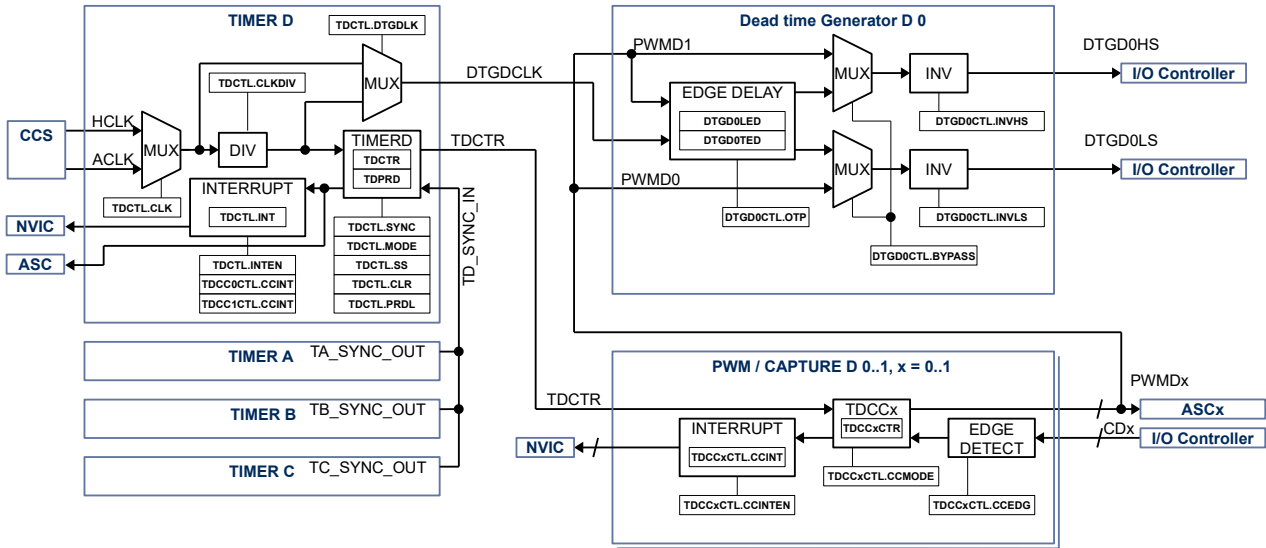 TIMER D
TDCTL.DTGDLK
MUX
TDCTL.CLKDIV
DTGDCLK
CCS
HCLK
ACLK
MUX
DIV
TIMERD
TDCTR
TDPRD
TDCTR
TDCTL.CLK
INTERRUPT
TDCTL.INT
NVIC
ASC
TDCTL.INTEN
TDCC0CTL.CCINT
TDCC1CTL.CCINT
TDCTL.SYNC
TDCTL.MODE
TDCTL.SS
TDCTL.CLR
TDCTL.PRDL
TD_SYNC_IN
TIMER A
TA_SYNC_OUT
TIMER B
TB_SYNC_OUT
TIMER C
TC_SYNC_OUT
Dead time Generator D 0
PWMD1
MUX
INV
DTGD0HS
I/O Controller
EDGE DELAY
DTGD0LED
DTGD0TED
DTGD0CTL.INVHS
DTGD0LS
MUX
INV
I/O Controller
PWMD0
DTGD0CTL.OTP
DTGD0CTL.INVLS
DTGD0CTL.BYPASS
PWM / CAPTURE D 0..1, x = 0..1
PWMDx
TDCTR
TDCCx
TDCCxCTR
ASCx
NVIC
INTERRUPT
TDCCxCTL.CCINT
EDGE
DETECT
CDx
I/O Controller
TDCCxCTL.CCMODE
TDCCxCTL.CCINTEN
TDCCxCTL.CCEDG